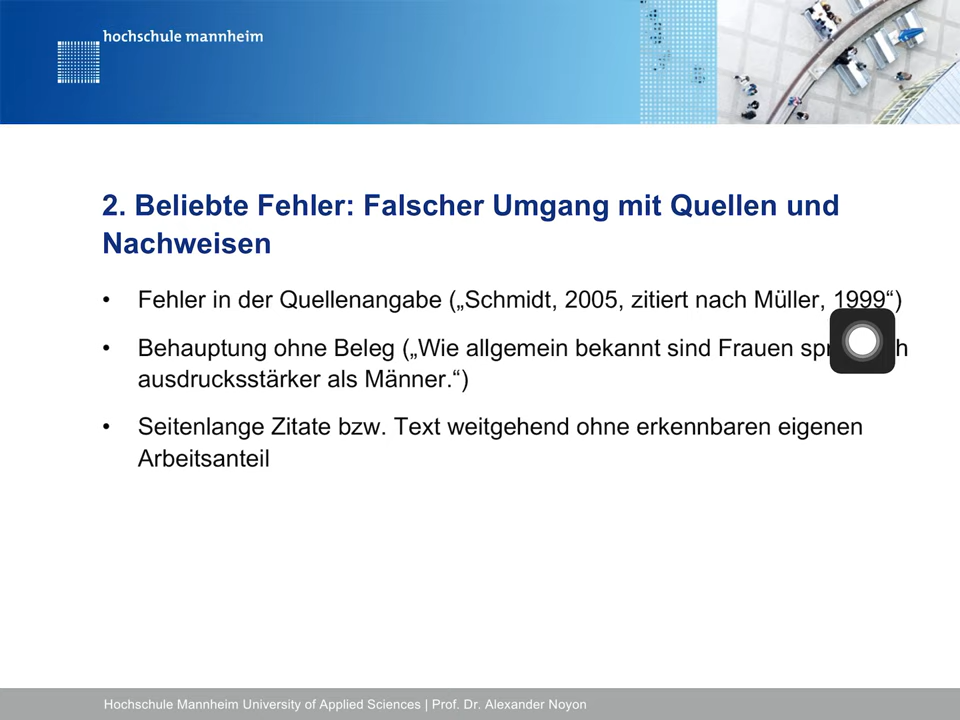 hochschule mannheim
2. Beliebte Fehler: Falscher Umgang mit Quellen und
Nachweisen
• Fehler in der Quellenangabe („Schmidt, 2005, zitiert nach Müller, 1999“)
• Behauptung ohne Beleg („Wie allgemein bekannt sind Frauen
ausdrucksstärker als Männer.“)
• Seitenlange Zitate bzw. Text weitgehend ohne erkennbaren eigenen
Arbeitsanteil
Hochschule Mannheim University of Applied Sciences | Prof. Dr. Alexander Noyon